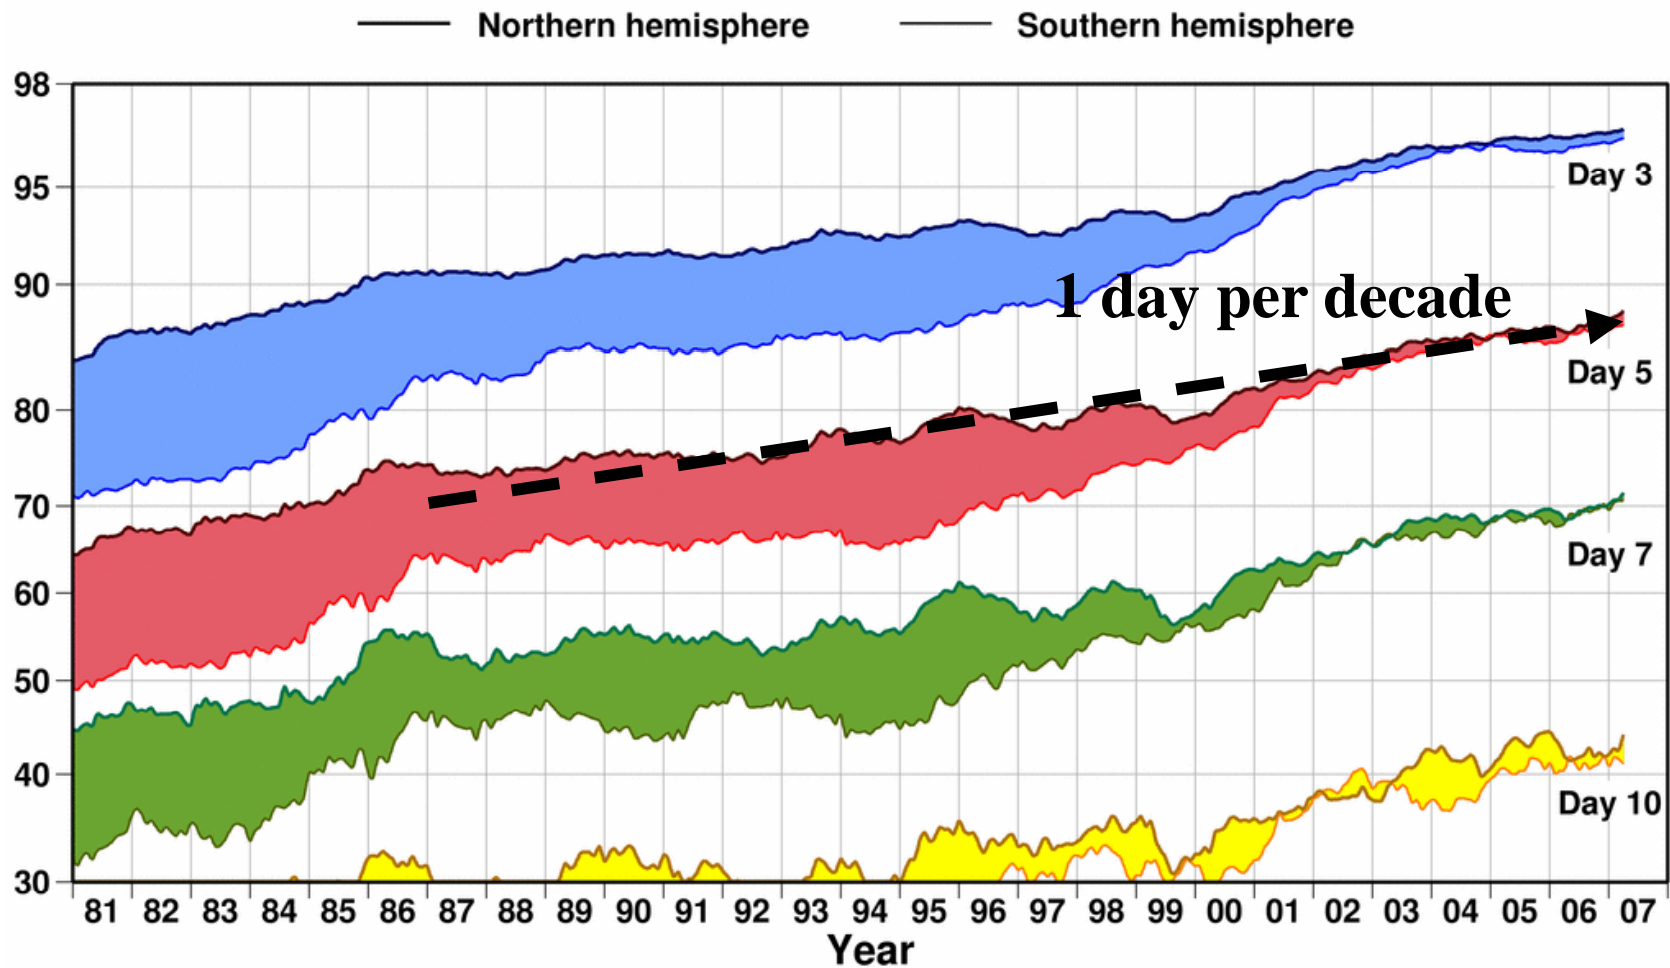 Northern hemisphere Southern hemisphere
98
95
Day 3
90
1 day per decade
Day 5
80
70
Day 7
60
50
40
Day 10
30
81 82 83 84 85 86 87 88 89 90 91 92 93 94 95 96 97 98 99 00 01 02 03 04 05 06 07
Year